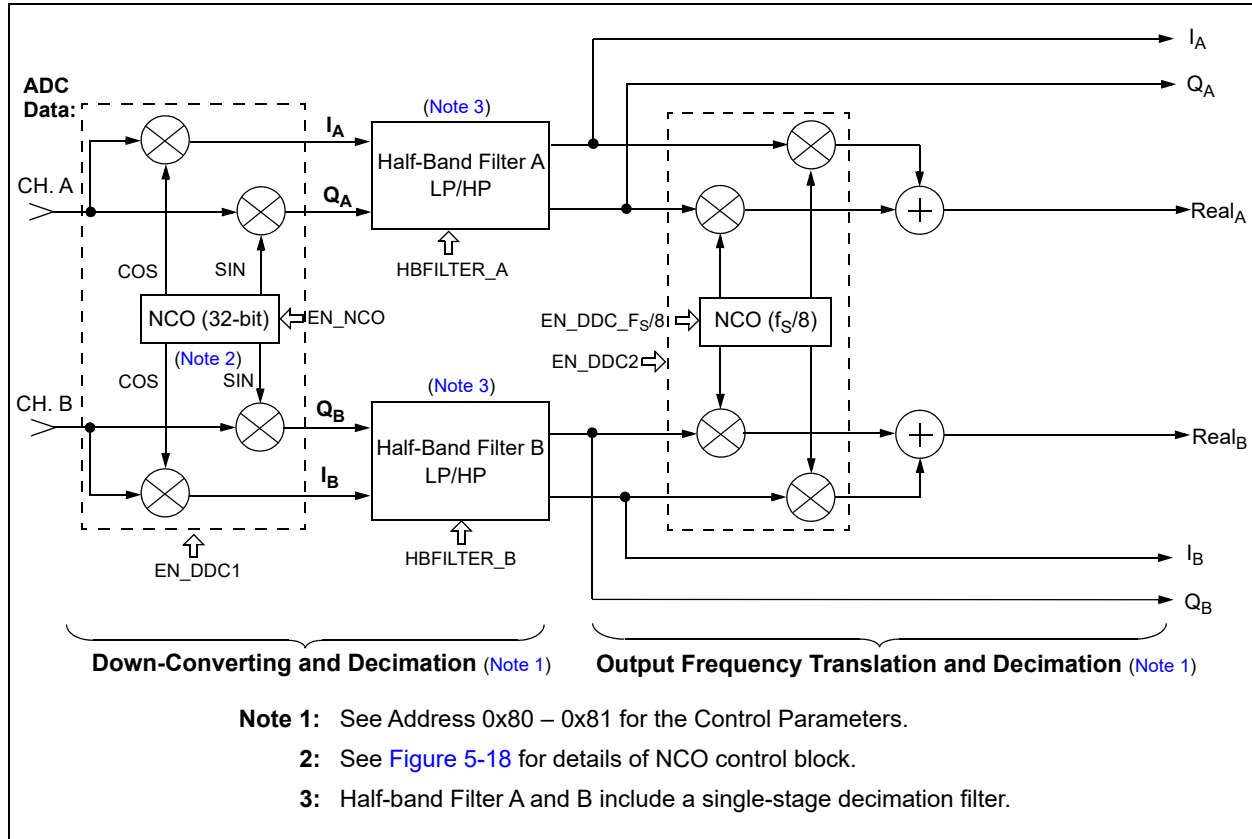 I_A
Q_A
ADC
Data:
(Note 3)
I_A
Half-Band Filter A
LP/HP
CH. A
Q_A
Real_A
HBFILTER_A
COS
SIN
NCO (32-bit)
EN_NCO
EN_DDC_F_S/8
NCO (f_S/8)
(Note 2)
EN_DDC2
COS
SIN
(Note 3)
CH. B
Q_B
Half-Band Filter B
LP/HP
Real_B
I_B
HBFILTER_B
EN_DDC1
I_B
Q_B
Down-Converting and Decimation (Note 1)
Output Frequency Translation and Decimation (Note 1)
Note 1: See Address 0x80 – 0x81 for the Control Parameters.
2: See Figure 5-18 for details of NCO control block.
3: Half-band Filter A and B include a single-stage decimation filter.